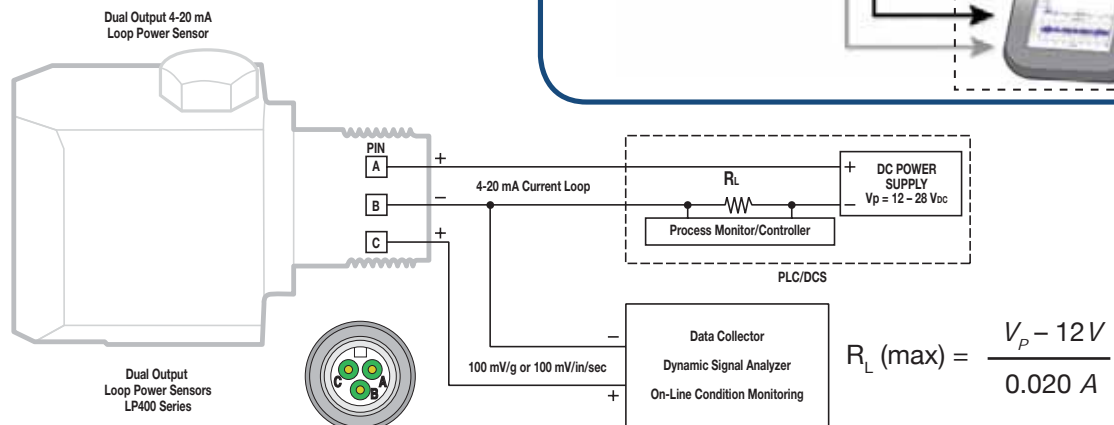 Dual Output 4-20 mA
Loop Power Sensor
PIN
A
B
C
+
−
+
4-20 mA Current Loop
RL
Process Monitor/Controller
+
−
DC POWER
SUPPLY
Vp = 12 – 28 VDC
PLC/DCS
C
A
B
Dual Output
Loop Power Sensors
LP400 Series
−
100 mV/g or 100 mV/in/sec
+
Data Collector
Dynamic Signal Analyzer
On-Line Condition Monitoring
RL (max) = VP – 12V
0.020 A